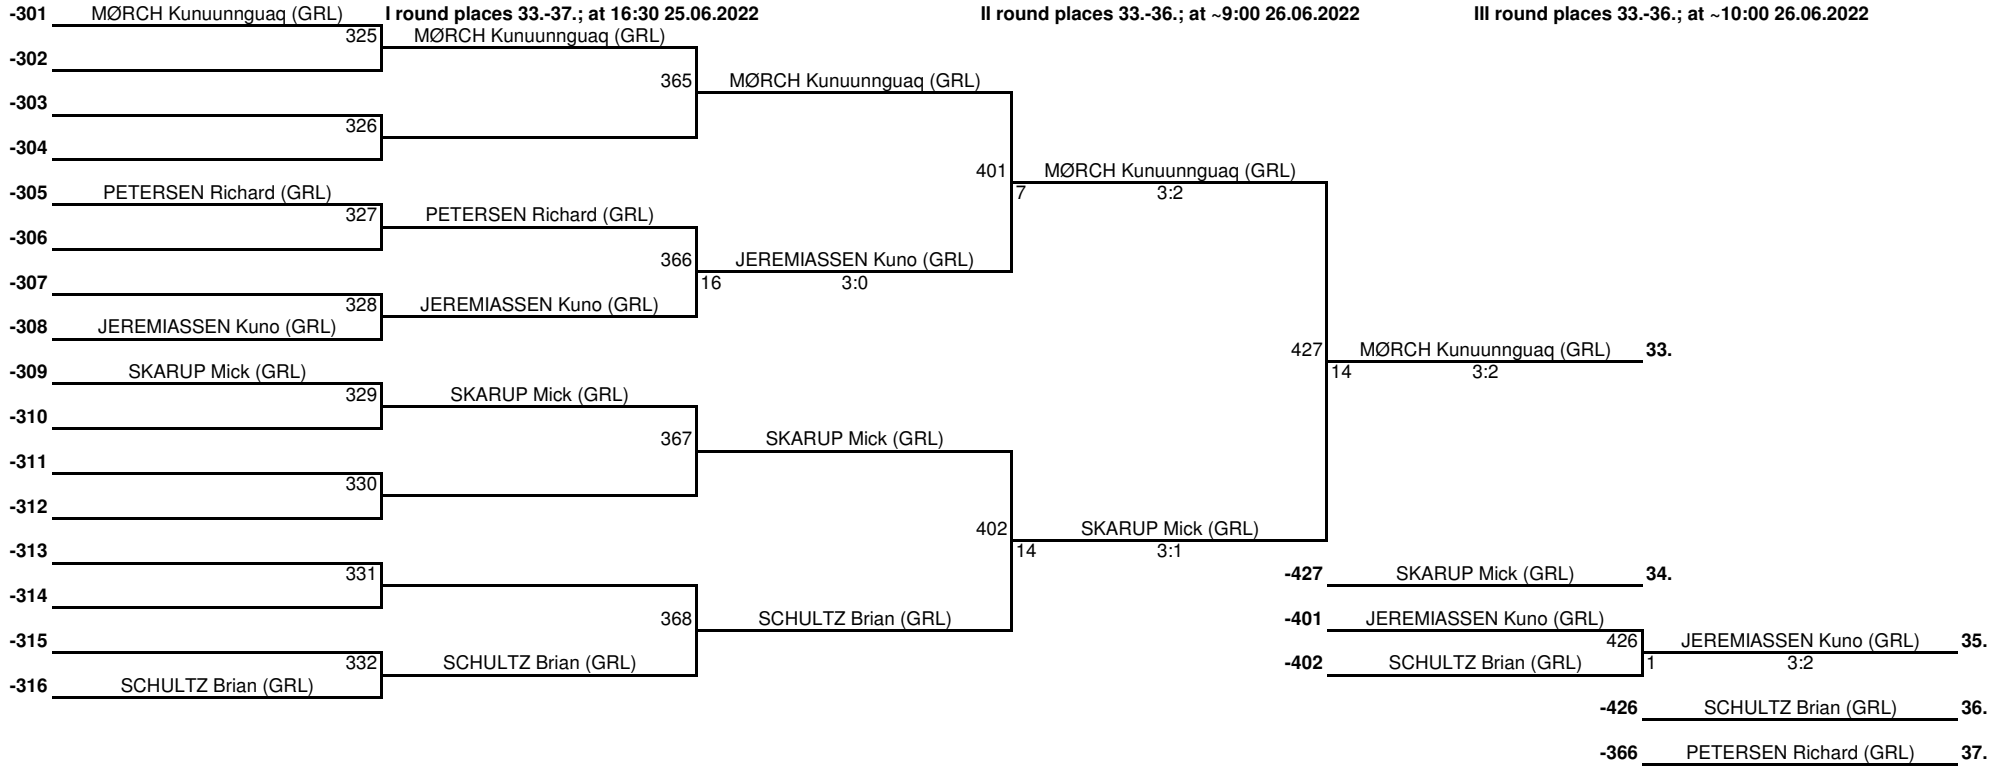 -301 MØRCH Kunuunnguaq (GRL) I round places 33.-37.; at 16:30 25.06.2022 II round places 33.-36.; at ~9:00 26.06.2022 III round places 33.-36.; at ~10:00 26.06.2022
325 MØRCH Kunuunnguaq (GRL)
-302
365 MØRCH Kunuunnguaq (GRL)
-303
326
-304
401 MØRCH Kunuunnguaq (GRL)
-305 PETERSEN Richard (GRL) 7 3:2
327 PETERSEN Richard (GRL)
-306
366 JEREMIASSEN Kuno (GRL)
-307 16 3:0
328 JEREMIASSEN Kuno (GRL)
-308 JEREMIASSEN Kuno (GRL)
427 MØRCH Kunuunnguaq (GRL) 33.
-309 SKARUP Mick (GRL) 14 3:2
329 SKARUP Mick (GRL)
-310
367 SKARUP Mick (GRL)
-311
330
-312
402 SKARUP Mick (GRL)
-313 14 3:1
331 -427 SKARUP Mick (GRL) 34.
-314
368 SCHULTZ Brian (GRL) -401 JEREMIASSEN Kuno (GRL)
-315 426 JEREMIASSEN Kuno (GRL) 35.
332 SCHULTZ Brian (GRL) -402 SCHULTZ Brian (GRL) 1 3:2
-316 SCHULTZ Brian (GRL)
-426 SCHULTZ Brian (GRL) 36.
-366 PETERSEN Richard (GRL) 37.